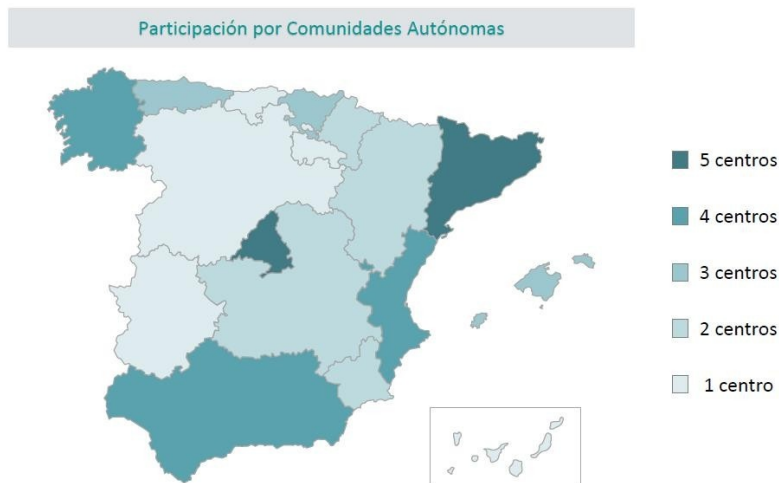 Participación por Comunidades Autónomas
5 centros
4 centros
3 centros
2 centros
1 centro